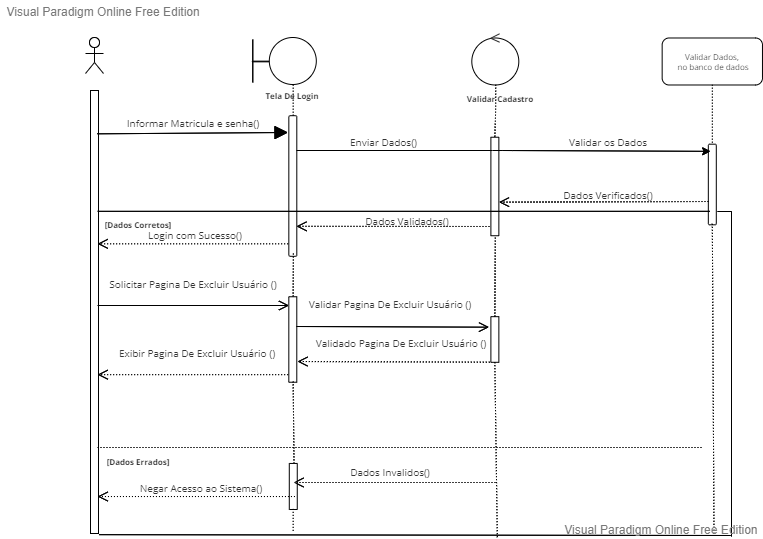 Visual Paradigm Online Free Edition
Validar Dados,
no banco de dados
Tela De Login
Validar Cadastro
Informar Matricula e senha()
Enviar Dados()
Validar os Dados
Dados Verificados()
[Dados Corretos]
Dados Validados()
Login com Sucesso()
Solicitar Pagina De Excluir Usuário ()
Validar Pagina De Excluir Usuário ()
Validado Pagina De Excluir Usuário ()
Exibir Pagina De Excluir Usuário ()
[Dados Errados]
Dados Invalidos()
Negar Acesso ao Sistema()
Visual Paradigm Online Free Edition